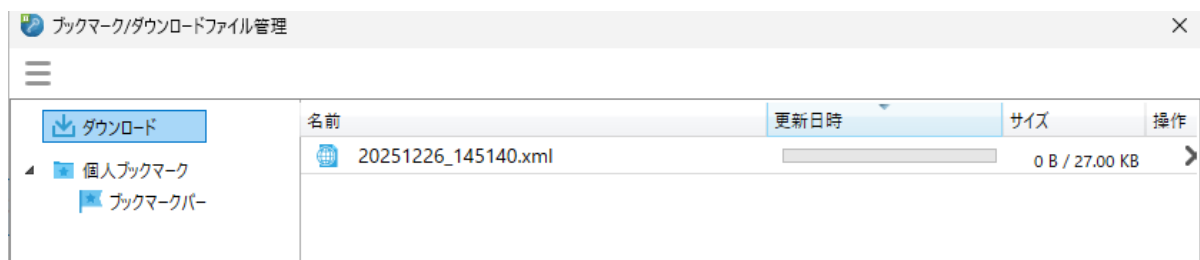 ブックマーク/ダウンロードファイル管理
ダウンロード
個人ブックマーク
ブックマークバー
名前 更新日時 サイズ 操作
20251226_145140.xml 0 B / 27.00 KB